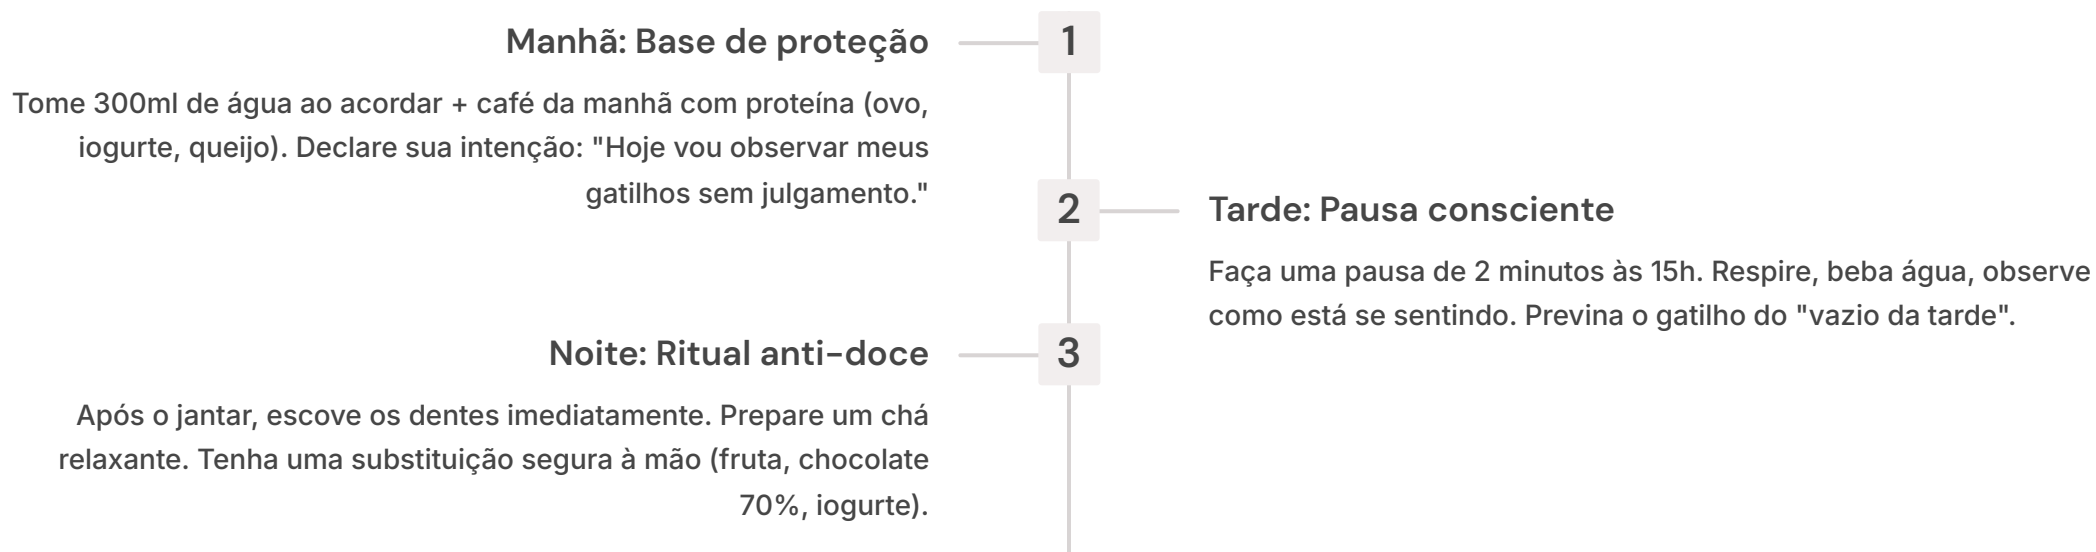 Manhã: Base de proteção
1
Tome 300ml de água ao acordar + café da manhã com proteína (ovo,
iogurte, queijo). Declare sua intenção: "Hoje vou observar meus
gatilhos sem julgamento."
2
Tarde: Pausa consciente
Faça uma pausa de 2 minutos às 15h. Respire, beba água, observe
como está se sentindo. Previna o gatilho do "vazio da tarde".
Noite: Ritual anti-doce
3
Após o jantar, escove os dentes imediatamente. Prepare um chá
relaxante. Tenha uma substituição segura à mão (fruta, chocolate
70%, iogurte).